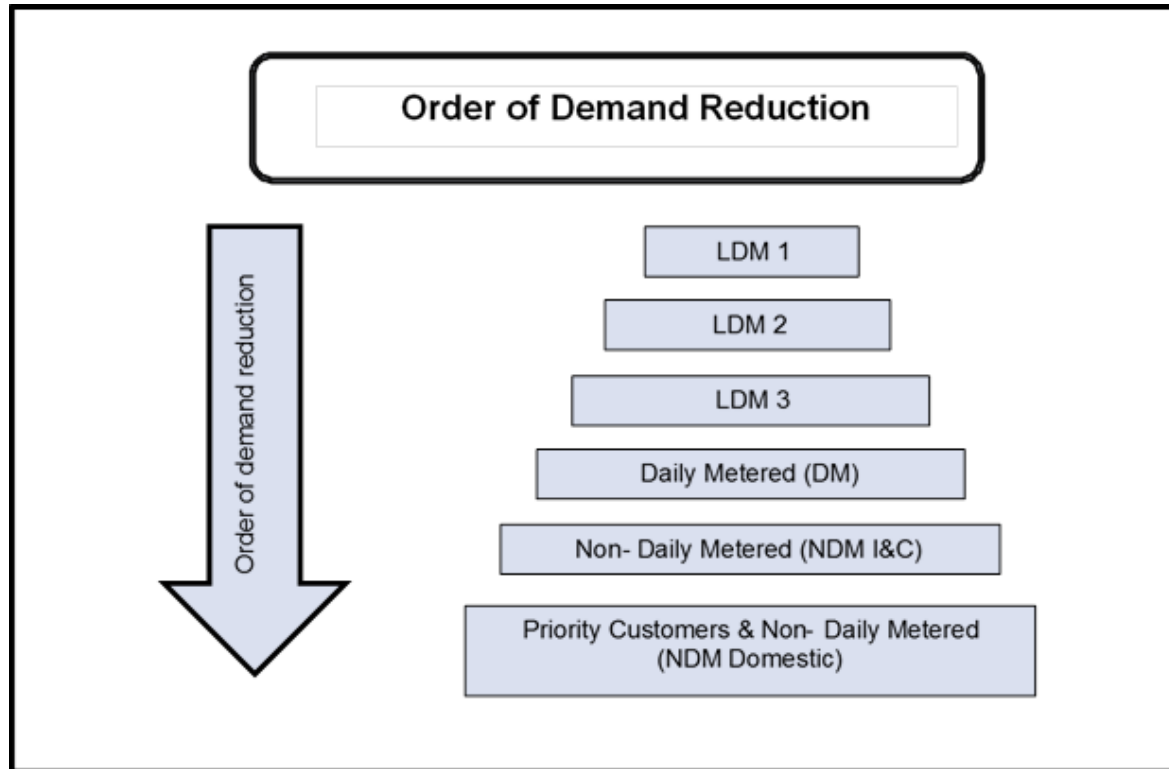 Order of Demand Reduction
Order of demand reduction
LDM 1
LDM 2
LDM 3
Daily Metered (DM)
Non- Daily Metered (NDM I&C)
Priority Customers & Non- Daily Metered
(NDM Domestic)